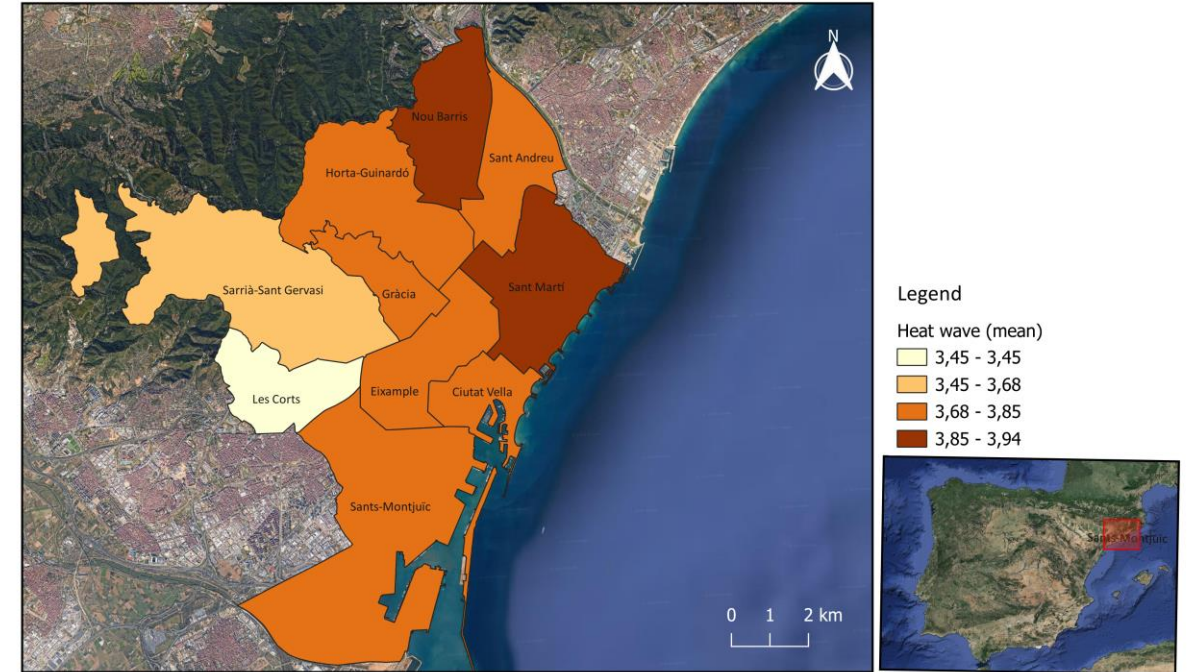 N
Nou Barris
Sant Andreu
Horta-Guinardó
Sarrià-Sant Gervasi
Gràcia
Sant Martí
Les Corts
Eixample
Ciutat Vella
Sants-Montjuïc
0 1 2 km
Legend
Heat wave (mean)
3,45 - 3,45
3,45 - 3,68
3,68 - 3,85
3,85 - 3,94
Sants-Montjuïc